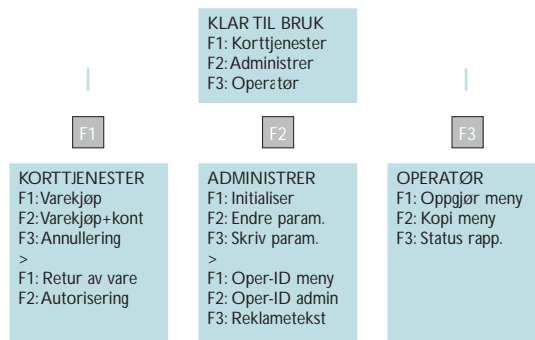 KLAR TIL BRUK
F1: Korttjenester
F2: Administrer
F3: Operatør
F1
F2
F3
KORTTJENESTER
F1: Varekjøp
F2: Varekjøp+kont
F3: Annullering
>
F1: Retur av vare
F2: Autorisering
ADMINISTRER
F1: Initialiser
F2: Endre param.
F3: Skriv param.
>
F1: Oper-ID meny
F2: Oper-ID admin
F3: Reklametekst
OPERATØR
F1: Oppgjør meny
F2: Kopi meny
F3: Status rapp.